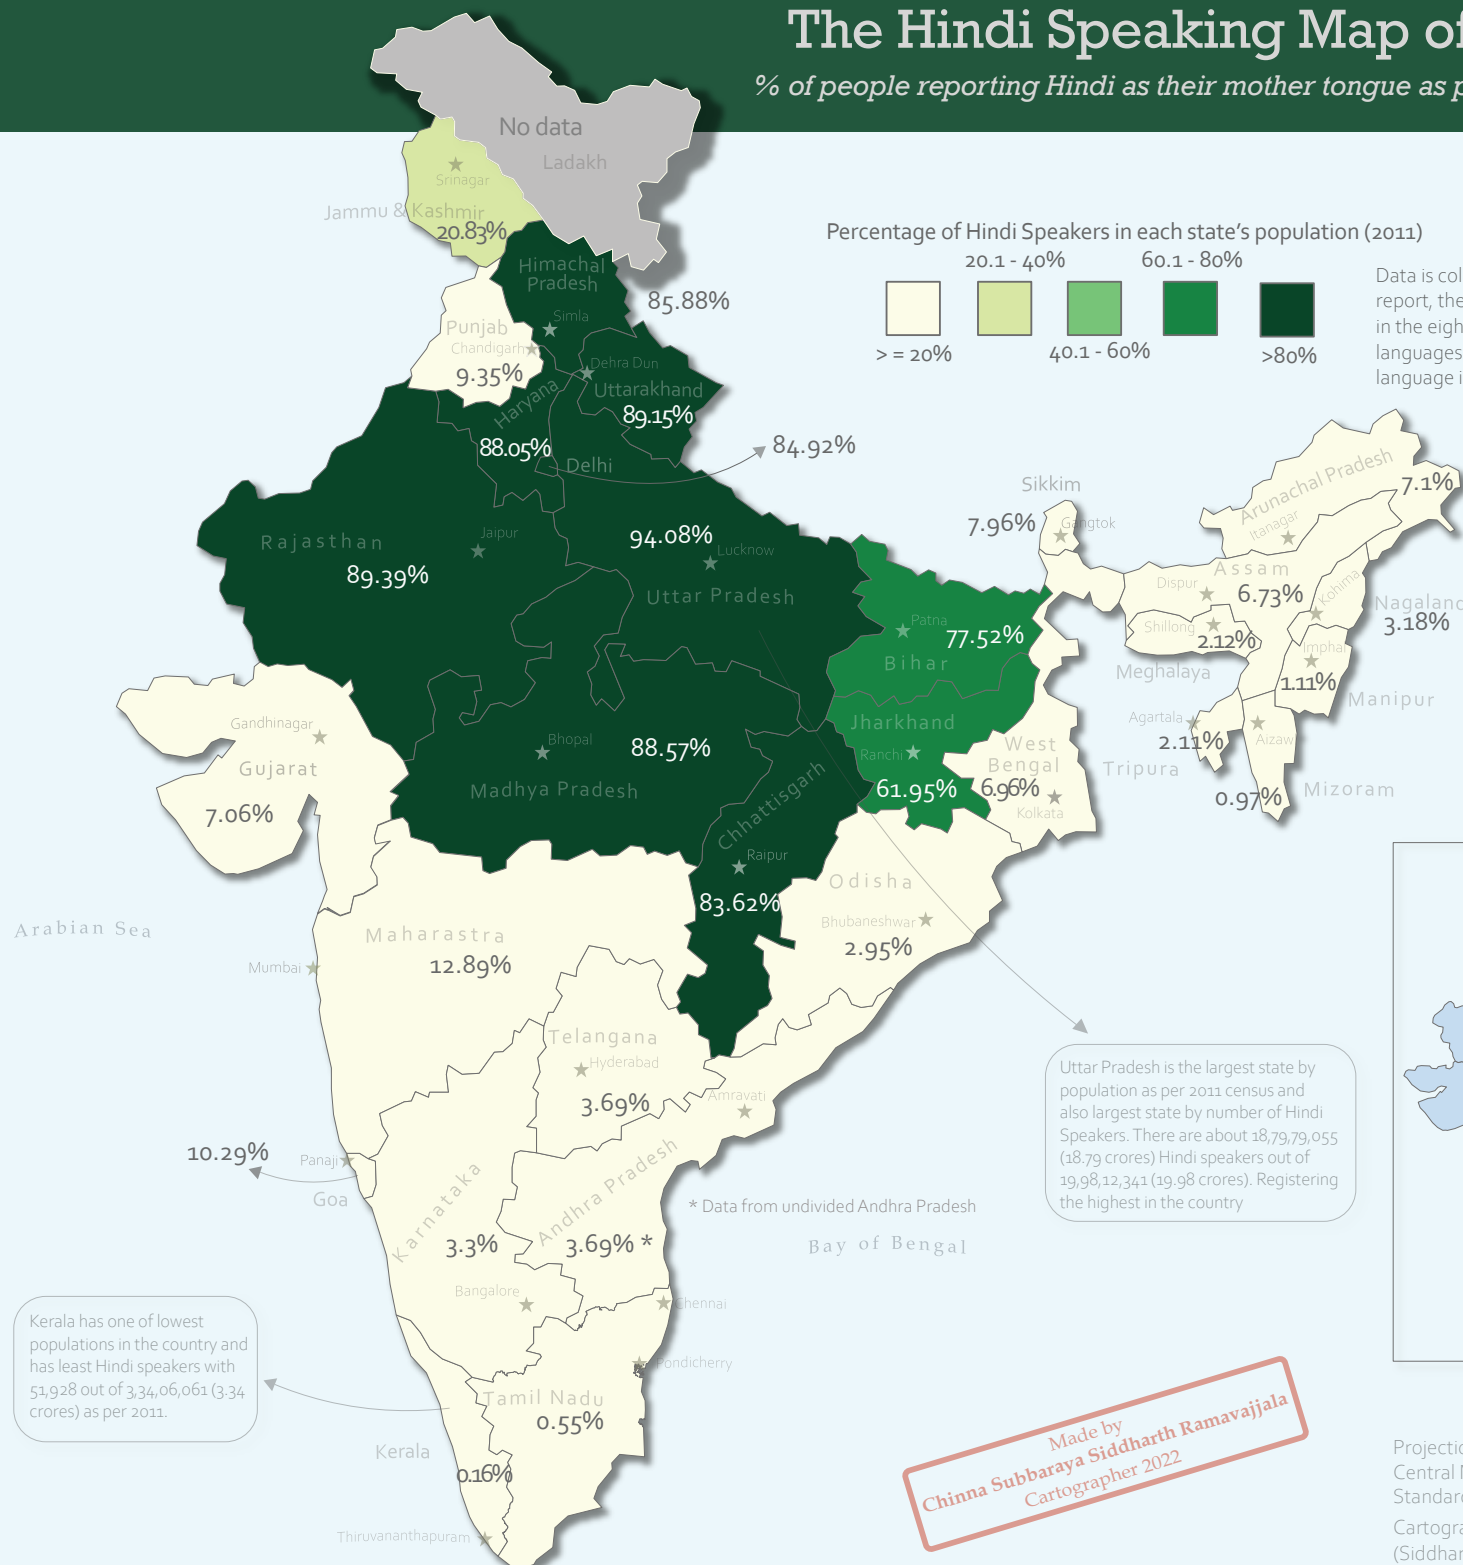 The Hindi Speaking Map of
% of people reporting Hindi as their mother tongue as p
No data
Ladakh
Srinagar
Jammu & Kashmir
20.83%
Percentage of Hindi Speakers in each state's population (2011)
20.1 - 40%
60.1 - 80%
> = 20%
40.1 - 60%
>80%
Data is col
report, the
in the eigh
languages
language i
Himachal
Pradesh
85.88%
Simla
Punjab
Chandigarh
9.35%
Dehra Dun
Uttarakhand
89.15%
Haryana
88.05%
Delhi
84.92%
Sikkim
7.96%
Gangtok
Arunachal Pradesh
7.1%
Itanagar
Rajasthan
Jaipur
89.39%
94.08%
Lucknow
Uttar Pradesh
Assam
Dispur
6.73%
Kohima
Nagaland
3.18%
Patna
77.52%
Bihar
Shillong
2.12%
Meghalaya
Imphal
1.11%
Manipur
Jharkhand
Ranchi
61.95%
West
Bengal
6.96%
Kolkata
Agartala
2.11%
Tripura
Aizawl
0.97%
Mizoram
Gandhinagar
Gujarat
7.06%
Bhopal
88.57%
Madhya Pradesh
Chhattisgarh
Raipur
83.62%
Odisha
Bhubaneshwar
2.95%
Arabian Sea
Maharastra
12.89%
Mumbai
Telangana
Hyderabad
3.69%
Amravati
Uttar Pradesh is the largest state by
population as per 2011 census and
also largest state by number of Hindi
Speakers. There are about 18,79,79,055
(18.79 crores) Hindi speakers out of
19,98,12,341 (19.98 crores). Registering
the highest in the country
10.29%
Panaji
Goa
Karnataka
3.3%
Andhra Pradesh
3.69% *
* Data from undivided Andhra Pradesh
Bay of Bengal
Bangalore
Chennai
Pondicherry
Kerala has one of lowest
populations in the country and
has least Hindi speakers with
51,928 out of 3,34,06,061 (3.34
crores) as per 2011.
Tamil Nadu
0.55%
Kerala
0.16%
Thiruvananthapuram
Made by
Chinna Subbaraya Siddharth Ramavajjala
Cartographer 2022
Projectio
Central M
Standard
Cartogra
(Siddhar